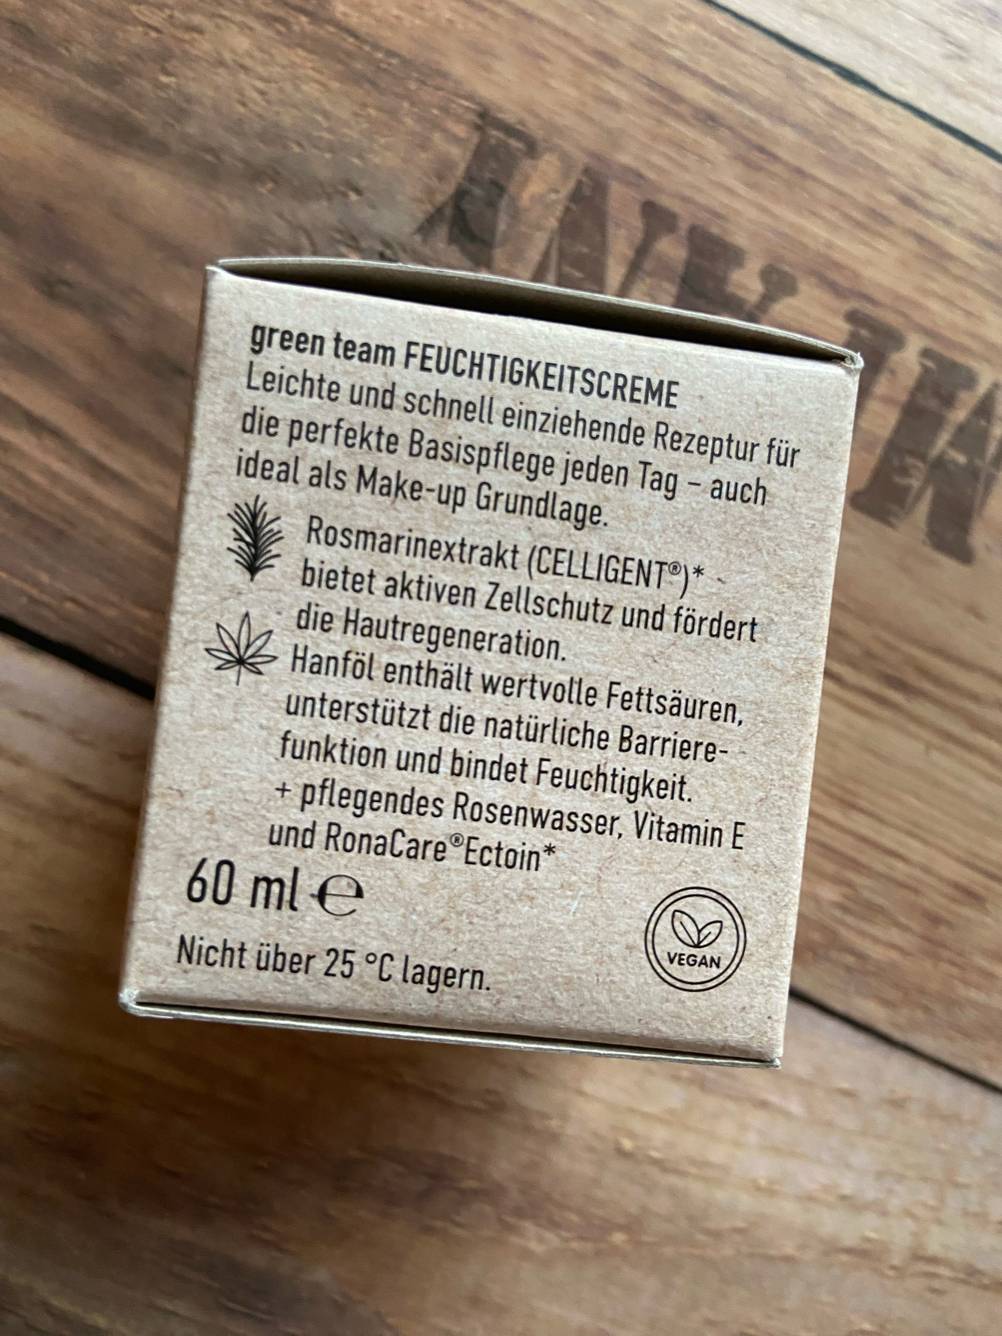 green team FEUCHTIGKEITSCREME
Leichte und schnell einziehende Rezeptur für
die perfekte Basispflege jeden Tag – auch
ideal als Make-up Grundlage.
Rosmarinextrakt (CELLIGENT®)*
bietet aktiven Zellschutz und fördert
die Hautregeneration.
Hanföl enthält wertvolle Fettsäuren,
unterstützt die natürliche Barriere-
funktion und bindet Feuchtigkeit.
+ pflegendes Rosenwasser, Vitamin E
und RonaCare®Ectoin*
60 ml ℮
Nicht über 25 °C lagern.
VEGAN